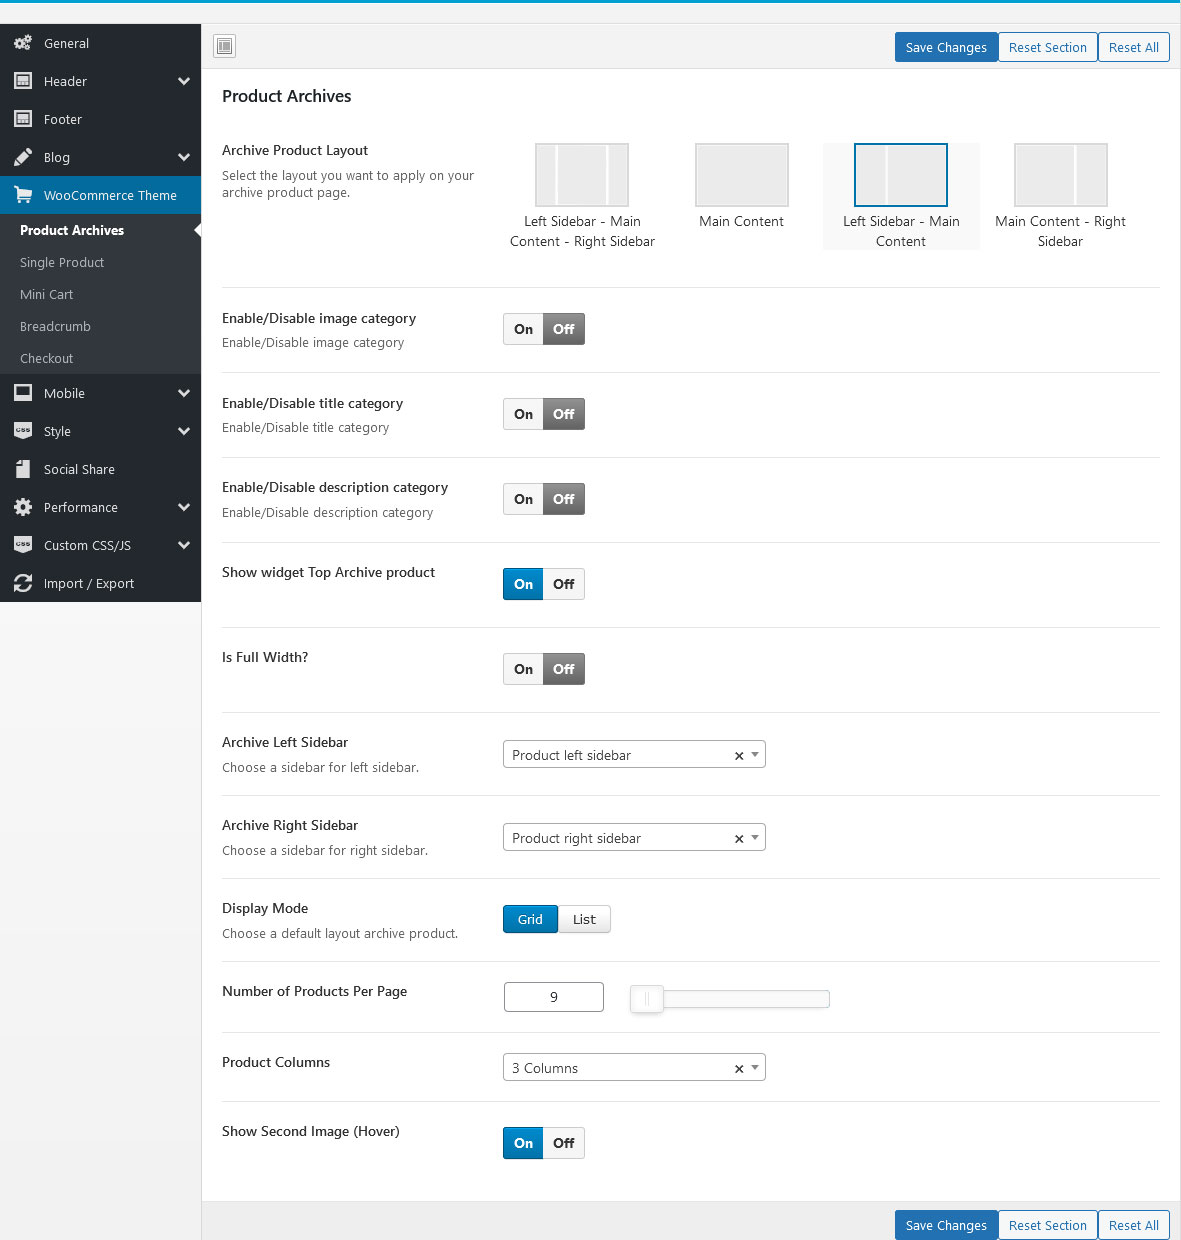 General
Header
Footer
Blog
WooCommerce Theme
Product Archives
Single Product
Mini Cart
Breadcrumb
Checkout
Mobile
CSS Style
Social Share
Performance
CSS Custom CSS/JS
Import / Export
Save Changes Reset Section Reset All
Product Archives
Archive Product Layout
Select the layout you want to apply on your
archive product page.
Left Sidebar - Main
Content - Right Sidebar
Main Content
Left Sidebar - Main
Content
Main Content - Right
Sidebar
Enable/Disable image category
Enable/Disable image category
On Off
Enable/Disable title category
Enable/Disable title category
On Off
Enable/Disable description category
Enable/Disable description category
On Off
Show widget Top Archive product
On Off
Is Full Width?
On Off
Archive Left Sidebar
Choose a sidebar for left sidebar.
Product left sidebar ×
Archive Right Sidebar
Choose a sidebar for right sidebar.
Product right sidebar ×
Display Mode
Choose a default layout archive product.
Grid List
Number of Products Per Page
9
Product Columns
3 Columns ×
Show Second Image (Hover)
On Off
Save Changes Reset Section Reset All